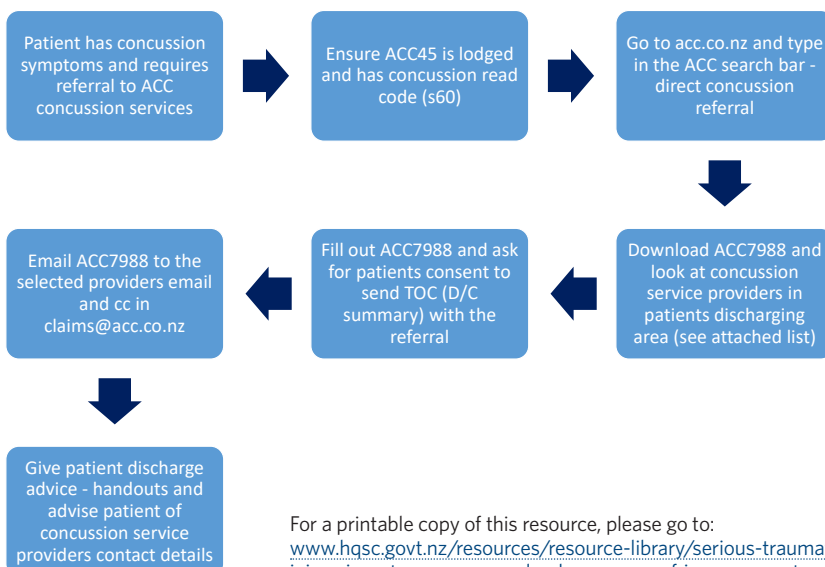 Patient has concussion
symptoms and requires
referral to ACC
concussion services
Ensure ACC45 is lodged
and has concussion read
code (s60)
Go to acc.co.nz and type
in the ACC search bar -
direct concussion
referral
Download ACC7988 and
look at concussion
service providers in
patients discharging
area (see attached list)
Fill out ACC7988 and ask
for patients consent to
send TOC (D/C
summary) with the
referral
Email ACC7988 to the
selected providers email
and cc in
claims@acc.co.nz
Give patient discharge
advice - handouts and
advise patient of
concussion service
providers contact details
For a printable copy of this resource, please go to:
www.hqsc.govt.nz/resources/resource-library/serious-trauma